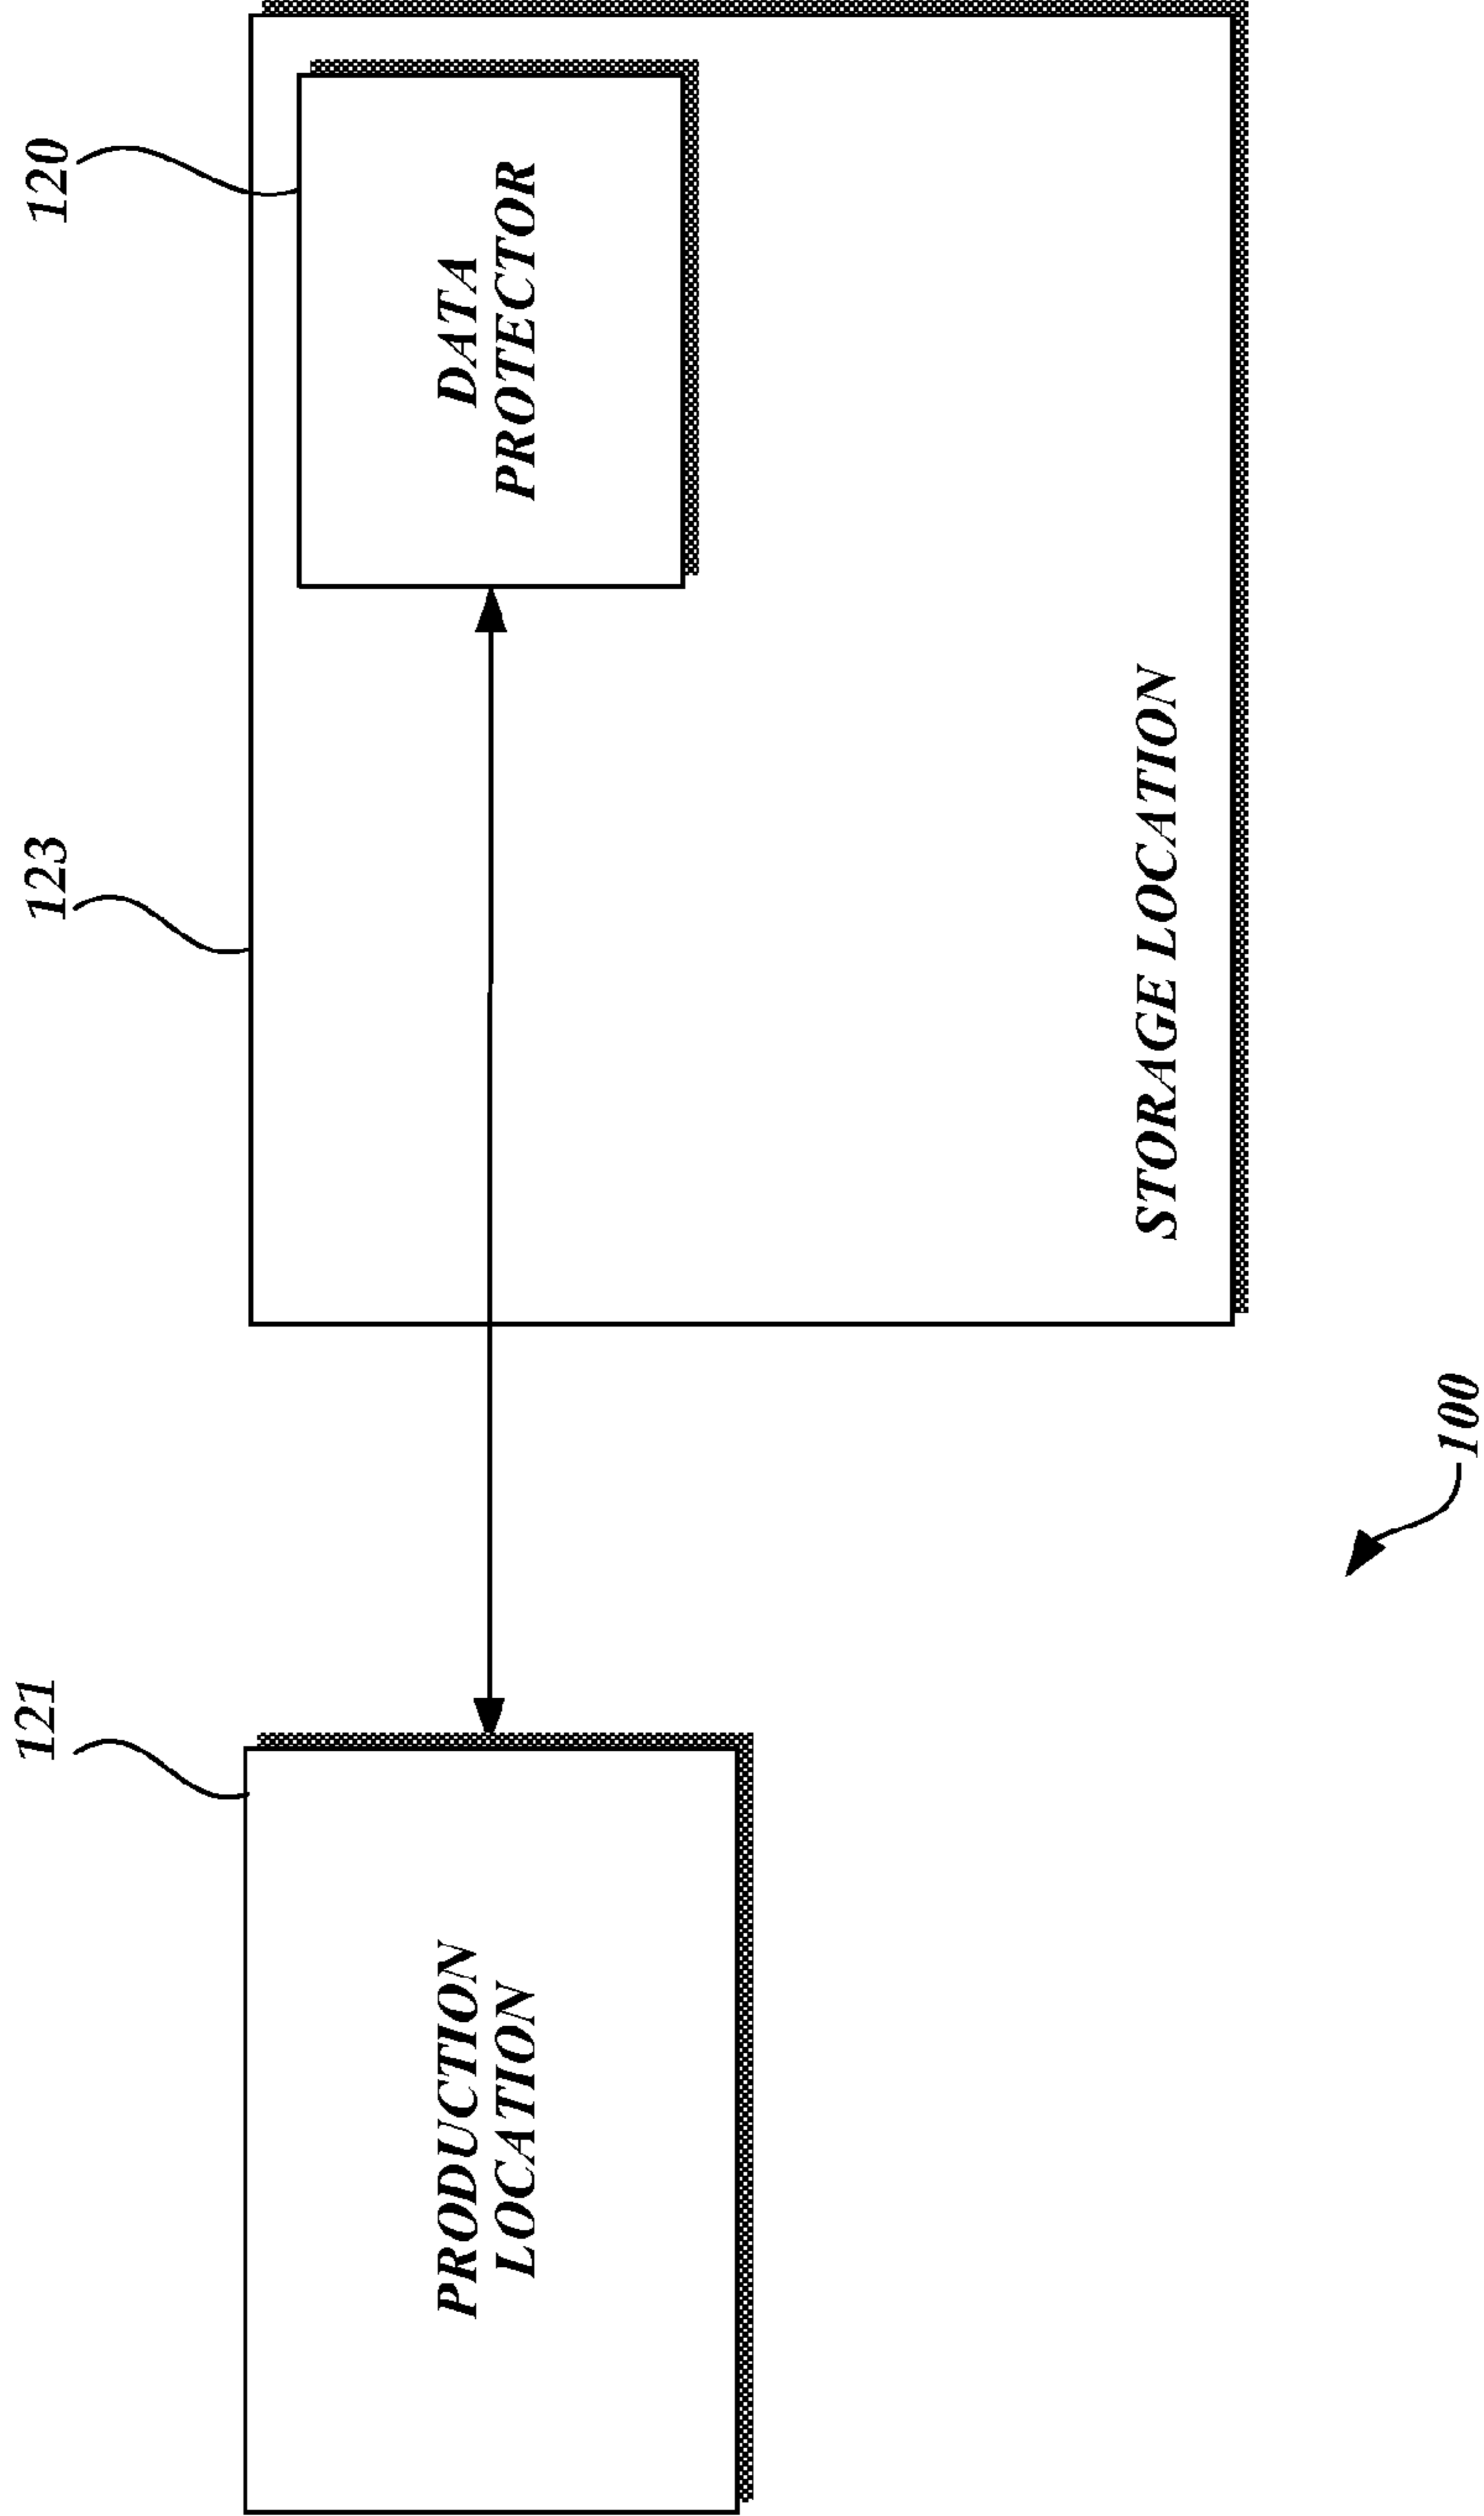 121
123
120
PRODUCTION
LOCATION
DATA
PROTECTOR
STORAGE LOCATION
100